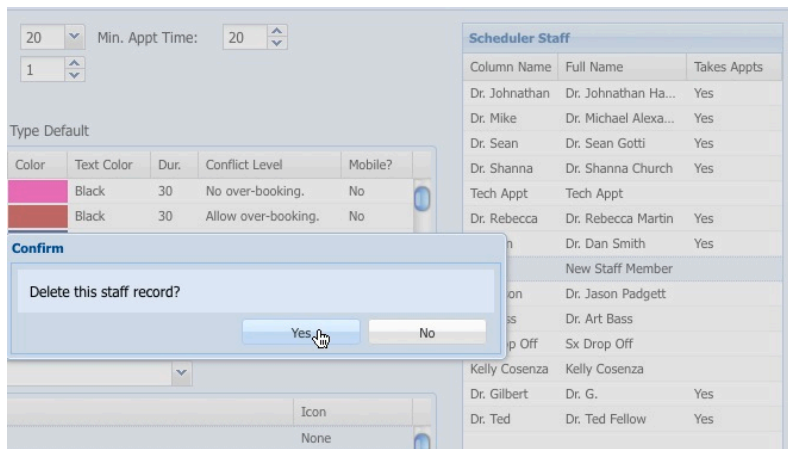 20 Min. Appt Time: 20
1
Type Default
Color Text Color Dur. Conflict Level Mobile?
Black 30 No over-booking. No
Black 30 Allow over-booking. No
Confirm
Delete this staff record?
Yes No
Icon
None
Scheduler Staff
Column Name Full Name Takes Appts
Dr. Johnathan Dr. Johnathan Ha... Yes
Dr. Mike Dr. Michael Alexa... Yes
Dr. Sean Dr. Sean Gotti Yes
Dr. Shanna Dr. Shanna Church Yes
Tech Appt Tech Appt
Dr. Rebecca Dr. Rebecca Martin Yes
Dr. Dan Smith Yes
New Staff Member
Dr. Jason Padgett
Dr. Art Bass
Off Sx Drop Off
Kelly Cosenza Kelly Cosenza
Dr. Gilbert Dr. G. Yes
Dr. Ted Dr. Ted Fellow Yes